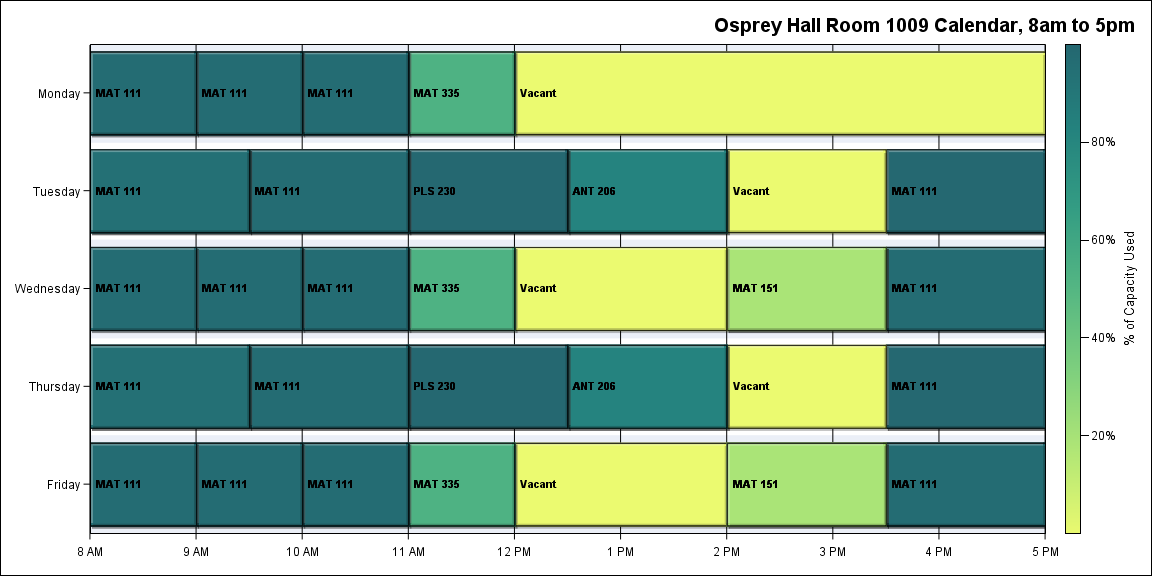 Osprey Hall Room 1009 Calendar, 8am to 5pm
Monday
MAT 111
MAT 111
MAT 111
MAT 335
Vacant
Tuesday
MAT 111
MAT 111
PLS 230
ANT 206
Vacant
MAT 111
Wednesday
MAT 111
MAT 111
MAT 111
MAT 335
Vacant
MAT 151
MAT 111
Thursday
MAT 111
MAT 111
PLS 230
ANT 206
Vacant
MAT 111
Friday
MAT 111
MAT 111
MAT 111
MAT 335
Vacant
MAT 151
MAT 111
8 AM
9 AM
10 AM
11 AM
12 PM
1 PM
2 PM
3 PM
4 PM
5 PM
80%
60%
40%
20%
% of Capacity Used